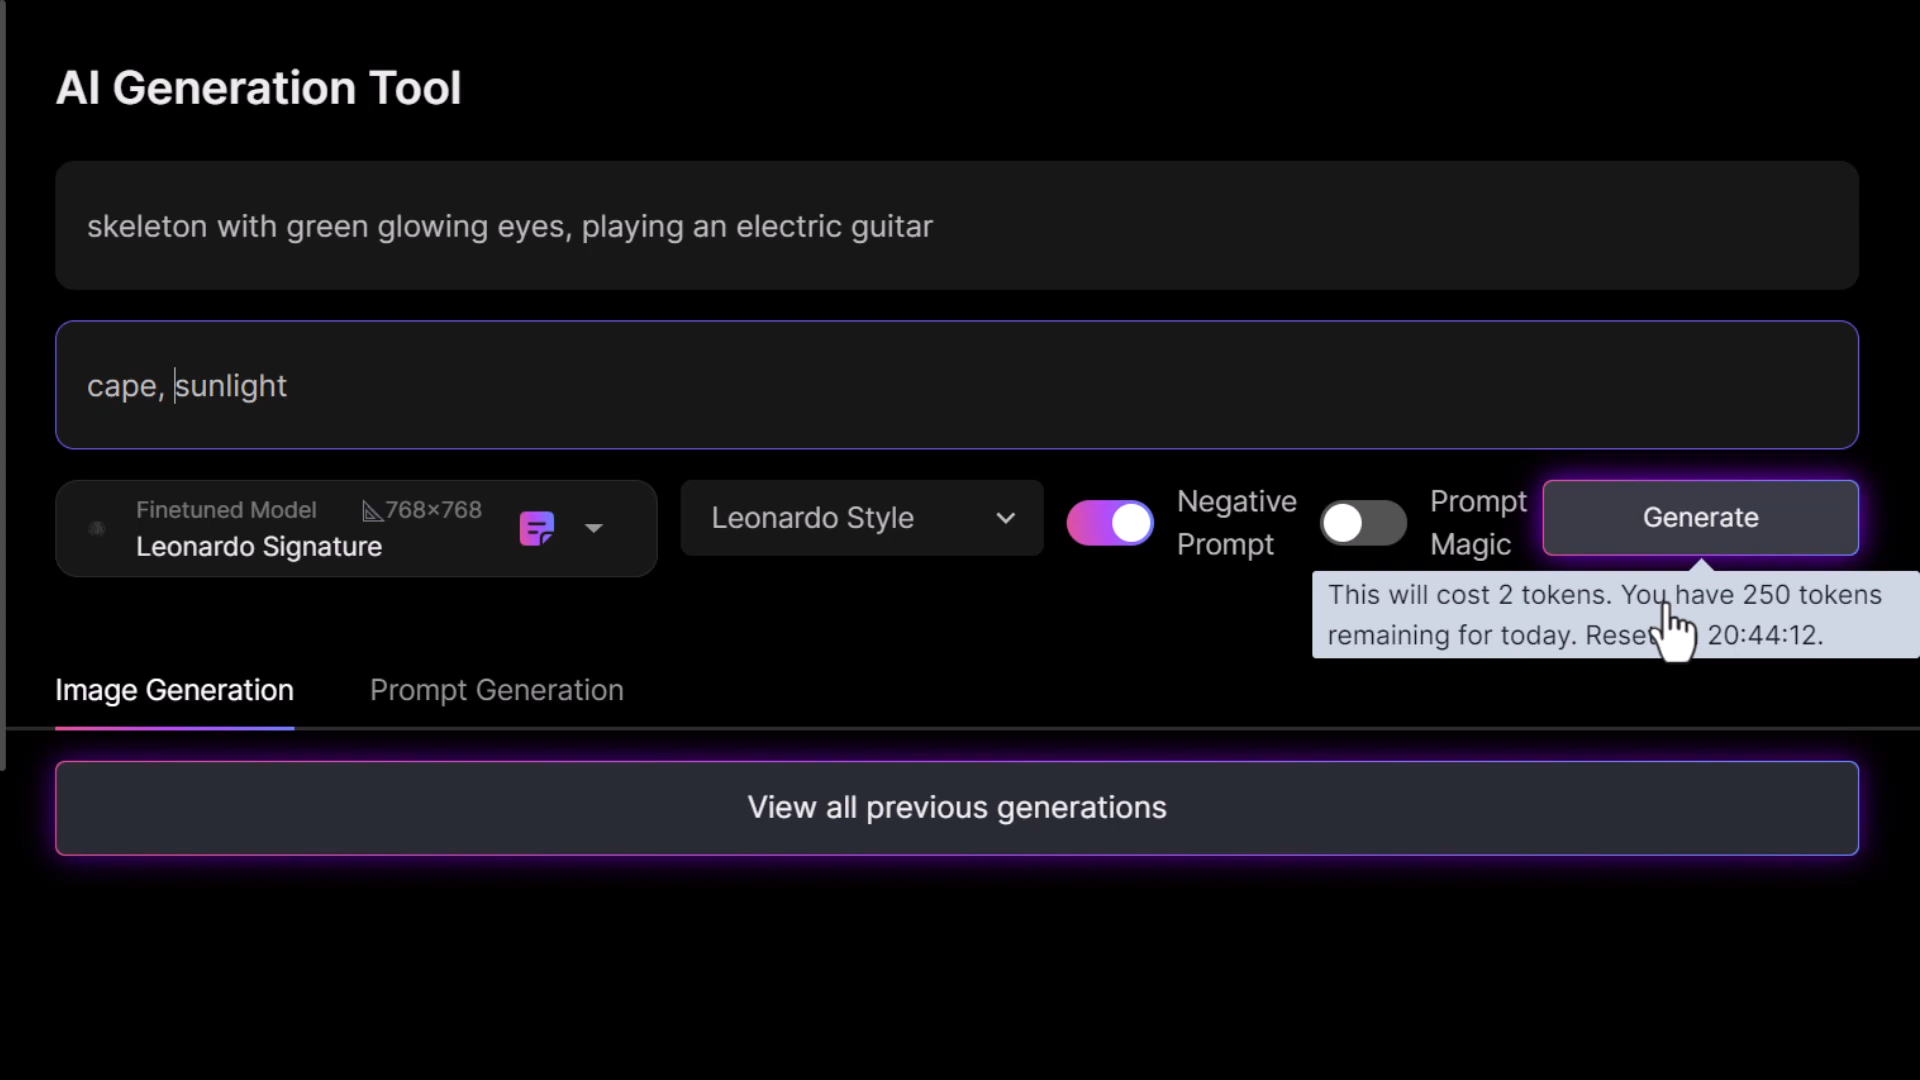 AI Generation Tool
skeleton with green glowing eyes, playing an electric guitar
cape, sunlight
Finetuned Model 768×768
Leonardo Signature
Leonardo Style
Negative
Prompt
Prompt
Magic
Generate
This will cost 2 tokens. You have 250 tokens
remaining for today. 20:44:12.
Image Generation Prompt Generation
View all previous generations